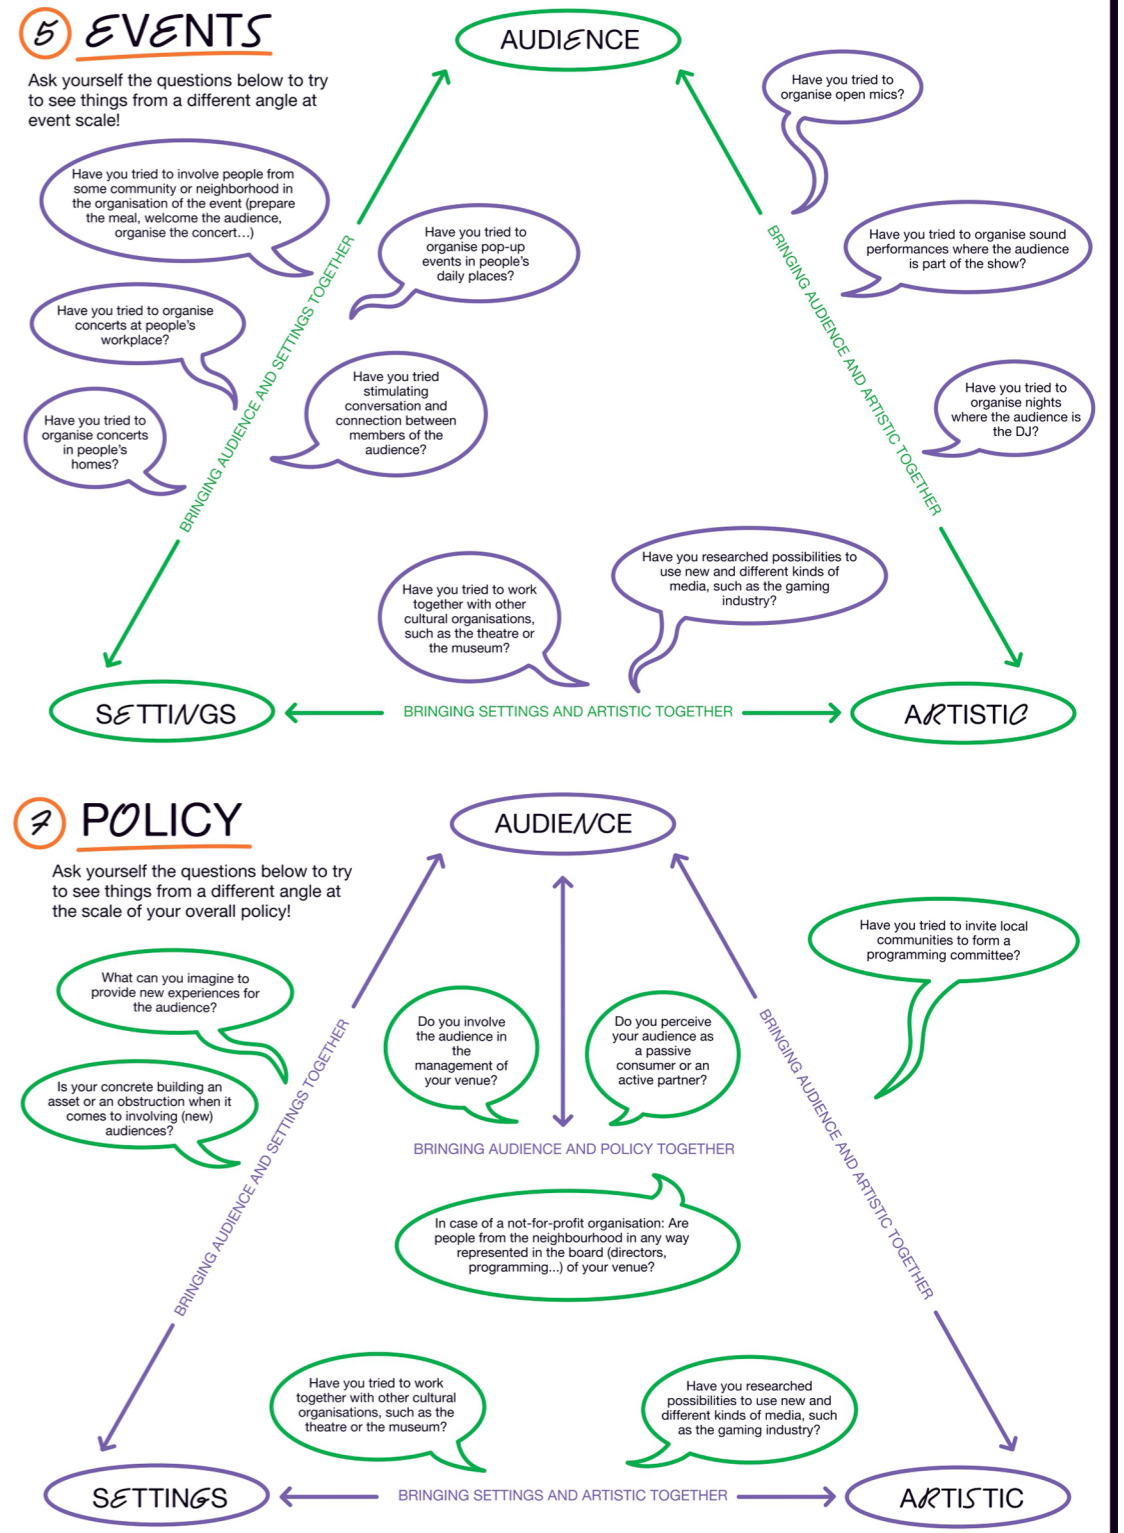 5 EVENTS
Ask yourself the questions below to try
to see things from a different angle at
event scale!
AUDIENCE
Have you tried to
organise open mics?
Have you tried to involve people from
some community or neighborhood in
the organisation of the event (prepare
the meal, welcome the audience,
organise the concert...)
Have you tried to
organise pop-up
events in people's
daily places?
Have you tried to organise sound
performances where the audience
is part of the show?
Have you tried to organise
concerts at people's
workplace?
Have you tried
stimulating
conversation and
connection between
members of the
audience?
Have you tried to
organise nights
where the audience is
the DJ?
Have you tried to
organise concerts
in people's
homes?
BRINGING AUDIENCE AND SETTINGS TOGETHER
BRINGING AUDIENCE AND ARTISTIC TOGETHER
Have you tried to work
together with other
cultural organisations,
such as the theatre or
the museum?
Have you researched possibilities to
use new and different kinds of
media, such as the gaming
industry?
SETTINGS
BRINGING SETTINGS AND ARTISTIC TOGETHER
ARTISTIC
7 POLICY
Ask yourself the questions below to try
to see things from a different angle at
the scale of your overall policy!
AUDIENCE
Have you tried to invite local
communities to form a
programming committee?
What can you imagine to
provide new experiences for
the audience?
Do you involve
the audience in
the
management of
your venue?
Do you perceive
your audience as
a passive
consumer or an
active partner?
Is your concrete building an
asset or an obstruction when it
comes to involving (new)
audiences?
BRINGING AUDIENCE AND SETTINGS TOGETHER
BRINGING AUDIENCE AND POLICY TOGETHER
BRINGING AUDIENCE AND ARTISTIC TOGETHER
In case of a not-for-profit organisation: Are
people from the neighbourhood in any way
represented in the board (directors,
programming...) of your venue?
Have you tried to work
together with other cultural
organisations, such as the
theatre or the museum?
Have you researched
possibilities to use new and
different kinds of media, such
as the gaming industry?
SETTINGS
BRINGING SETTINGS AND ARTISTIC TOGETHER
ARTISTIC